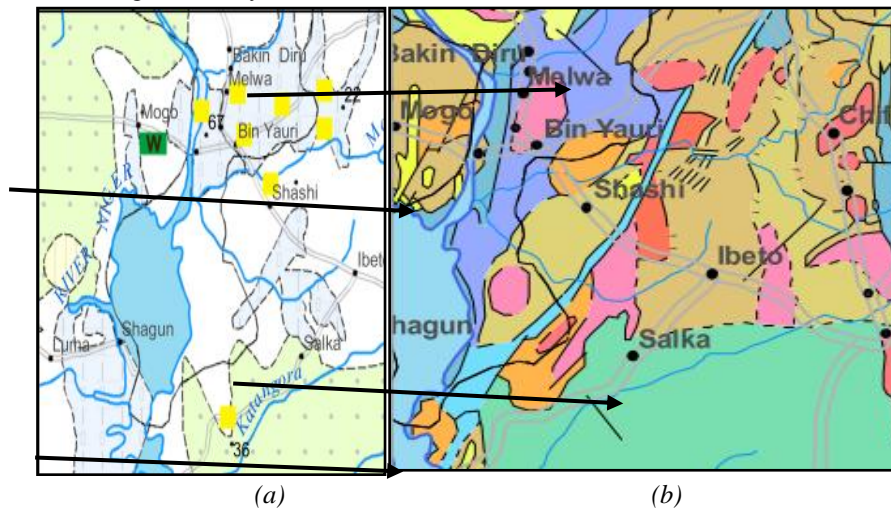 Bakin Diru
Melwa
67
22
Mogo
Bin Yauri
W
Shashi
RIVER NIGER
Ibeto
Shagun
Luma
Salka
Katangora
36
(a)
Bakin Diru
Melwa
Mogo
Bin Yauri
Shashi
Ibeto
hagun
Salka
(b)